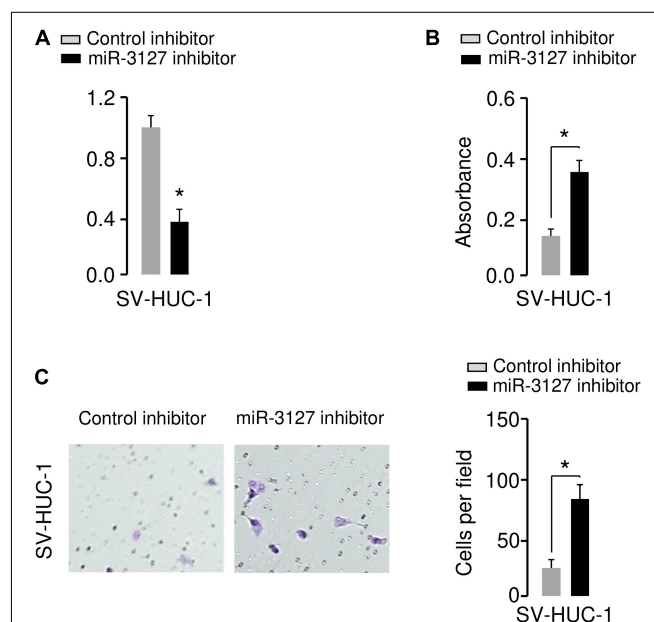 A
Control inhibitor
miR-3127 inhibitor
1.2
0.8
0.4
0.0
*
SV-HUC-1
B
Control inhibitor
miR-3127 inhibitor
Absorbance
0.6
0.4
0.2
0.0
*
SV-HUC-1
C
Control inhibitor
miR-3127 inhibitor
SV-HUC-1
Control inhibitor
miR-3127 inhibitor
Cells per field
150
100
50
0
*
SV-HUC-1